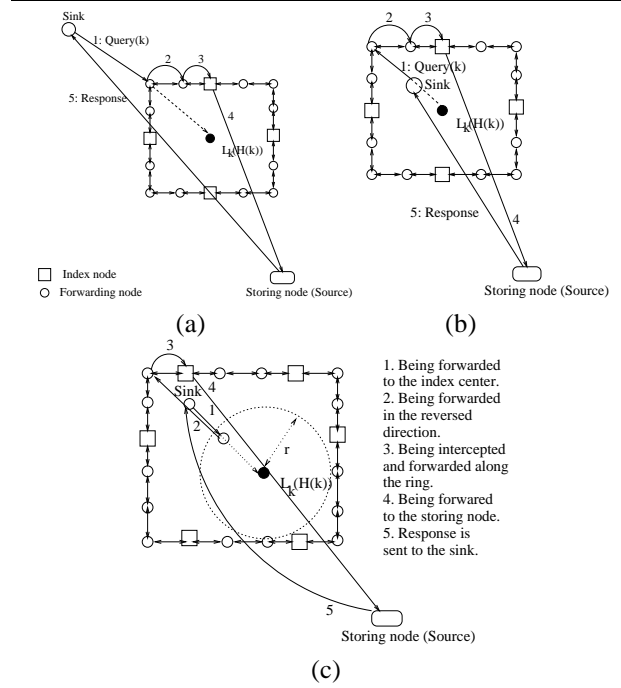 Sink
1: Query(k)
2
3
4
5: Response
L (H(k))
k
Index node
Forwarding node
Storing node (Source)
(a)
2
3
1: Query(k)
Sink
L (H(k))
k
5: Response
4
Storing node (Source)
(b)
3
Sink
4
1
2
r
L (H(k))
k
5
Storing node (Source)
1. Being forwarded
to the index center.
2. Being forwarded
in the reversed
direction.
3. Being intercepted
and forwarded along
the ring.
4. Being forwared
to the storing node.
5. Response is
sent to the sink.
(c)